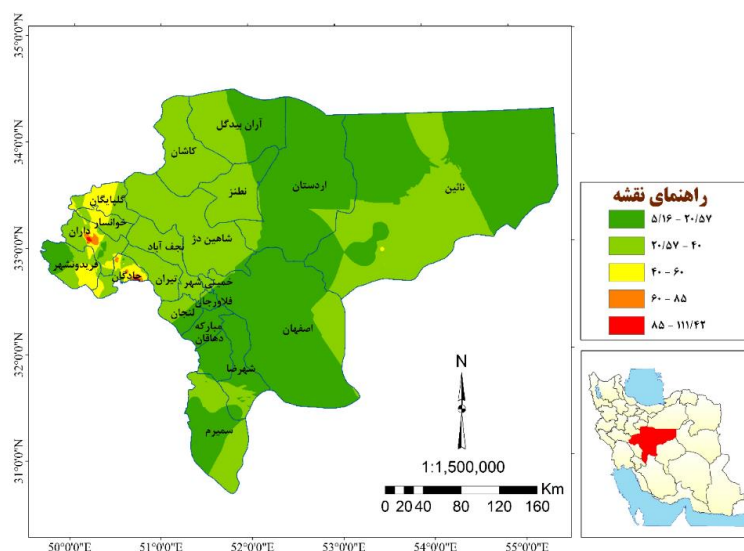 35°0'0"N
34°0'0"N
33°0'0"N
32°0'0"N
31°0'0"N
آران بیدگل
کاشان
نطنز
اردستان
نائین
گلپایگان
خوانسار
داران
شاهین دژ
نجف آباد
فریدونشهر
چادگان
تیران
خمینی شهر
فلاورجان
لنجان
مبارکه
دهاقان
اصفهان
شهرضا
سمیرم
N
1:1,500,000
0 20 40 80 120 160 Km
50°0'0"E 51°0'0"E 52°0'0"E 53°0'0"E 54°0'0"E 55°0'0"E
راهنمای نقشه
۵/۱۶ - ۲۰/۵۷
۲۰/۵۷ - ۴۰
۴۰ - ۶۰
۶۰ - ۸۵
۸۵ - ۱۱۱/۴۲